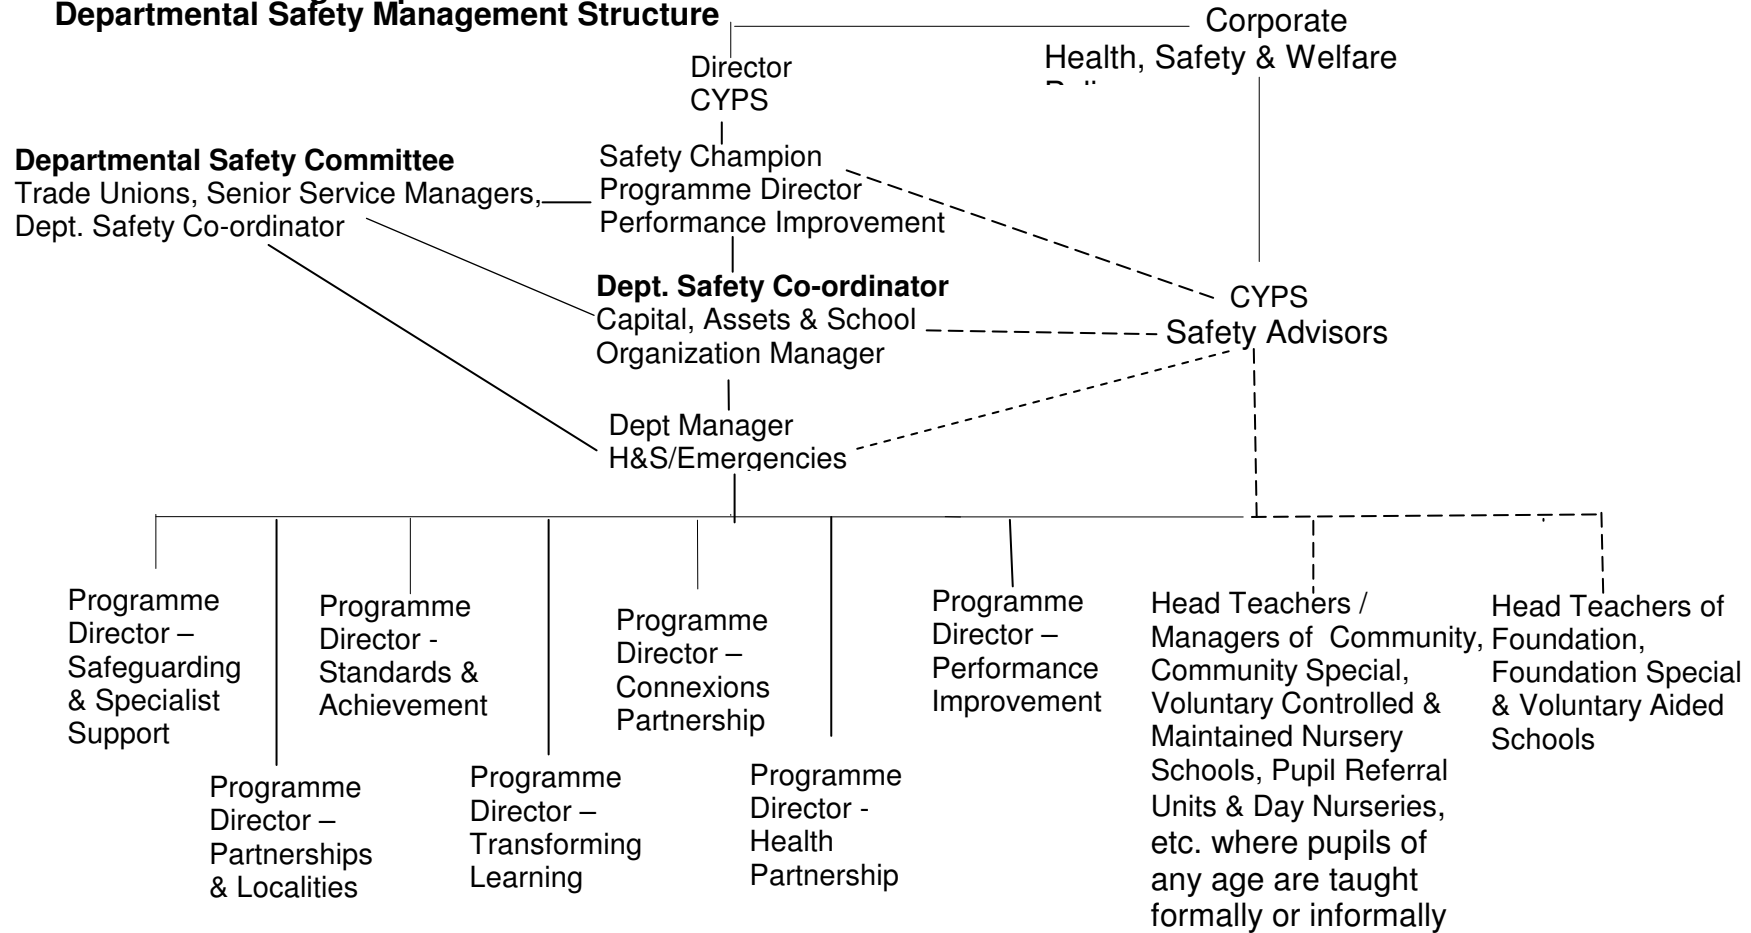 Departmental Safety Management Structure
Corporate
Health, Safety & Welfare
Director
CYPS
Departmental Safety Committee
Trade Unions, Senior Service Managers,
Dept. Safety Co-ordinator
Safety Champion
Programme Director
Performance Improvement
Dept. Safety Co-ordinator
Capital, Assets & School
Organization Manager
CYPS
Safety Advisors
Dept Manager
H&S/Emergencies
Programme
Director –
Safeguarding
& Specialist
Support
Programme
Director –
Partnerships
& Localities
Programme
Director -
Standards &
Achievement
Programme
Director –
Transforming
Learning
Programme
Director –
Connexions
Partnership
Programme
Director -
Health
Partnership
Programme
Director –
Performance
Improvement
Head Teachers /
Managers of Community,
Community Special,
Voluntary Controlled &
Maintained Nursery
Schools, Pupil Referral
Units & Day Nurseries,
etc. where pupils of
any age are taught
formally or informally
Head Teachers of
Foundation,
Foundation Special
& Voluntary Aided
Schools